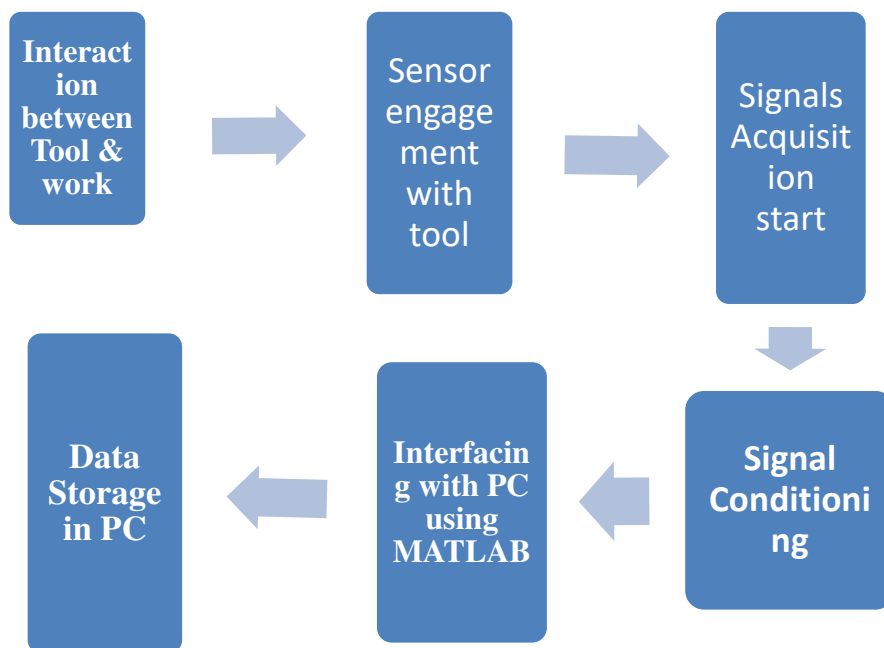 Interact
ion
between
Tool &
work
Sensor
engage
ment
with
tool
Signals
Acquisit
ion
start
Signal
Conditioni
ng
Interfacin
g with PC
using
MATLAB
Data
Storage
in PC